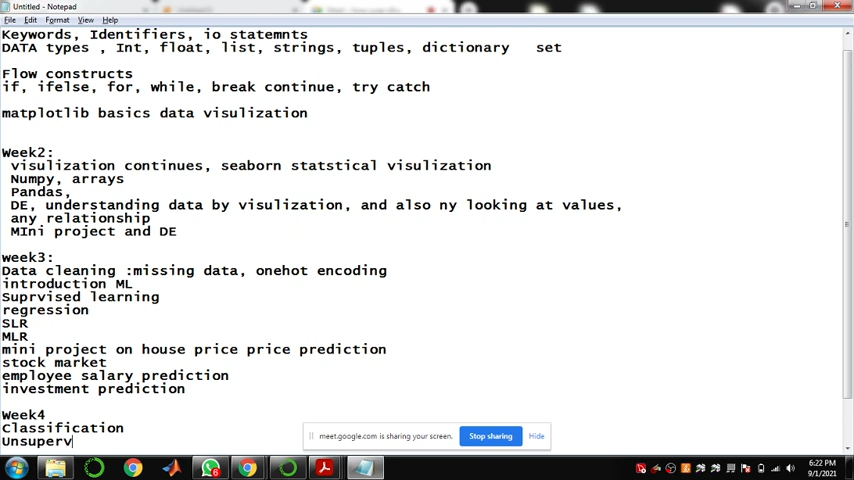 Untitled - Notepad
File Edit Format View Help
Keywords, Identifiers, io statemnts
DATA types , Int, float, list, strings, tuples, dictionary   set
Flow constructs
if, ifelse, for, while, break continue, try catch
matplotlib basics data visulization
Week2:
visulization continues, seaborn statstical visulization
Numpy, arrays
Pandas,
DE, understanding data by visulization, and also ny looking at values,
any relationship
MIni project and DE
week3:
Data cleaning :missing data, onehot encoding
introduction ML
Suprvised learning
regression
SLR
MLR
mini project on house price price prediction
stock market
employee salary prediction
investment prediction
Week4
Classification
Unsuperv
meet.google.com is sharing your screen. Stop sharing Hide
6
6:22 PM
9/1/2021